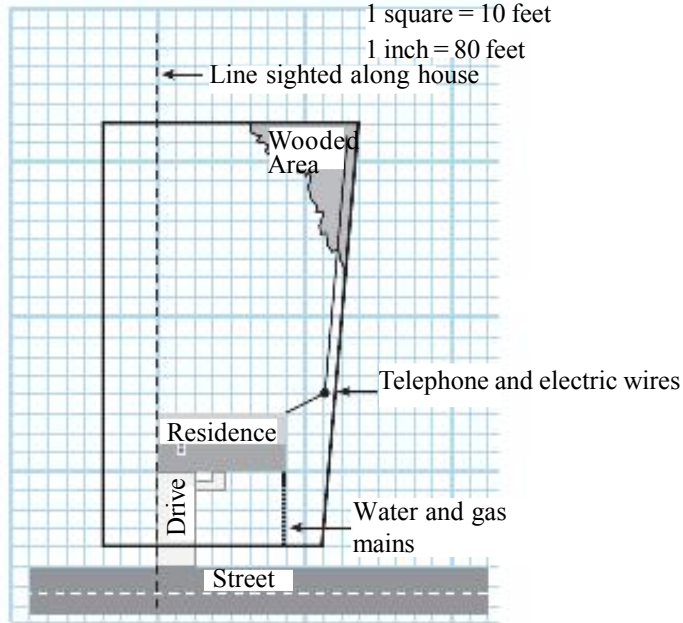 1 square = 10 feet
1 inch = 80 feet
Line sighted along house
Wooded
Area
Telephone and electric wires
Residence
Drive
Water and gas
mains
Street